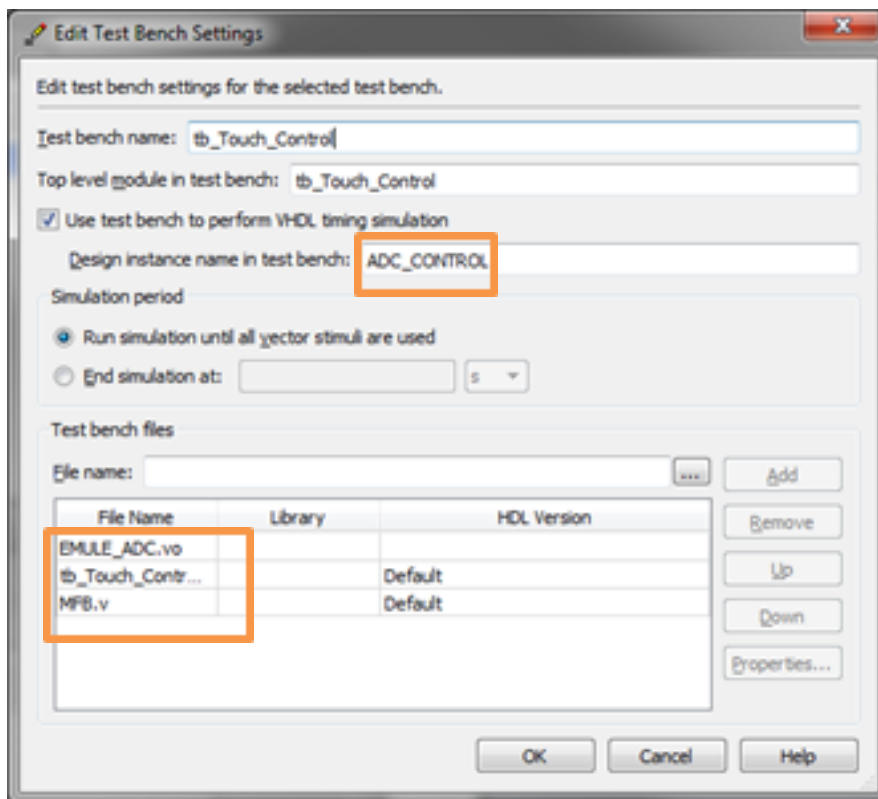 Edit Test Bench Settings
Edit test bench settings for the selected test bench.
Test bench name: tb_Touch_Control
Top level module in test bench: tb_Touch_Control
Use test bench to perform VHDL timing simulation
Design instance name in test bench: ADC_CONTROL
Simulation period
Run simulation until all vector stimuli are used
End simulation at: s
Test bench files
File name: ... Add
File Name Library HDL Version
Remove
EMULE_ADC.vo
tb_Touch_Contr... Default
Up
MFB.v Default
Down
Properties...
OK Cancel Help